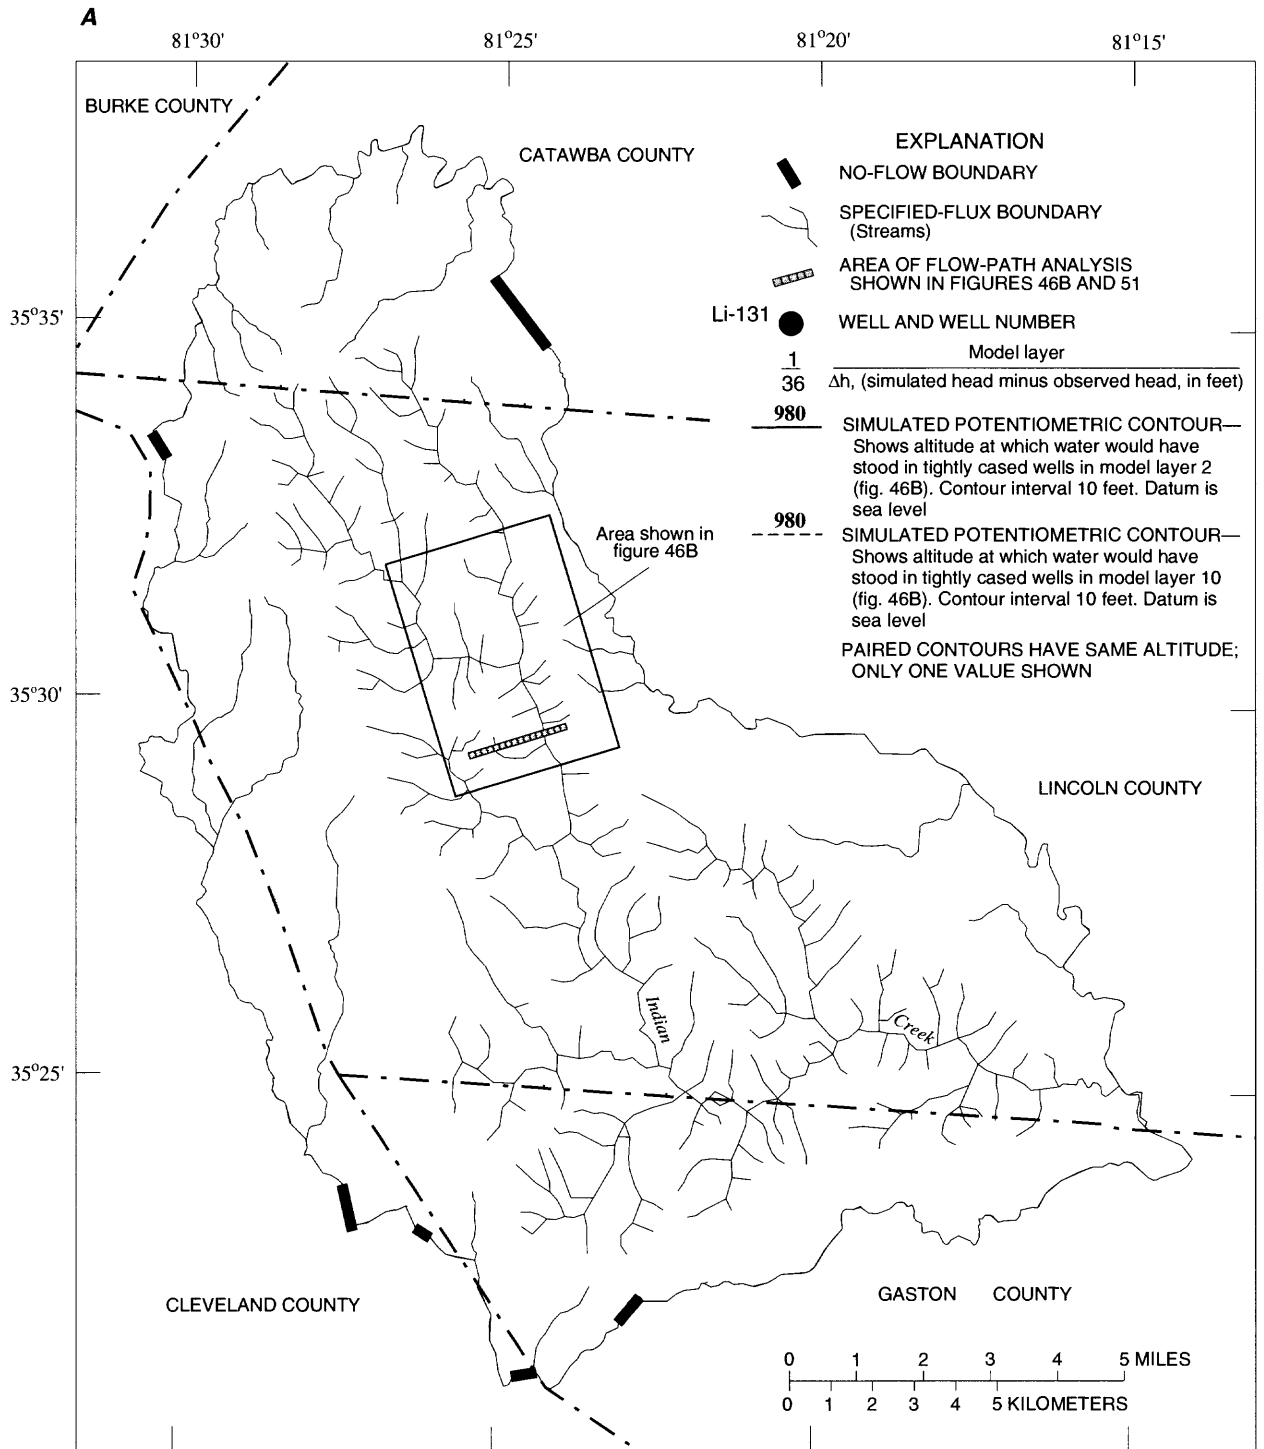 A
81°30'
81°25'
81°20'
81°15'
BURKE COUNTY
CATAWBA COUNTY
EXPLANATION
NO-FLOW BOUNDARY
SPECIFIED-FLUX BOUNDARY
(Streams)
AREA OF FLOW-PATH ANALYSIS
SHOWN IN FIGURES 46B AND 51
Li-131
WELL AND WELL NUMBER
1
Model layer
36
Δh, (simulated head minus observed head, in feet)
980
SIMULATED POTENTIOMETRIC CONTOUR—
Shows altitude at which water would have
stood in tightly cased wells in model layer 2
(fig. 46B). Contour interval 10 feet. Datum is
sea level
980
SIMULATED POTENTIOMETRIC CONTOUR—
Shows altitude at which water would have
stood in tightly cased wells in model layer 10
(fig. 46B). Contour interval 10 feet. Datum is
sea level
PAIRED CONTOURS HAVE SAME ALTITUDE;
ONLY ONE VALUE SHOWN
35°35'
Area shown in
figure 46B
35°30'
LINCOLN COUNTY
Indian
Creek
35°25'
CLEVELAND COUNTY
GASTON COUNTY
0 1 2 3 4 5 MILES
0 1 2 3 4 5 KILOMETERS